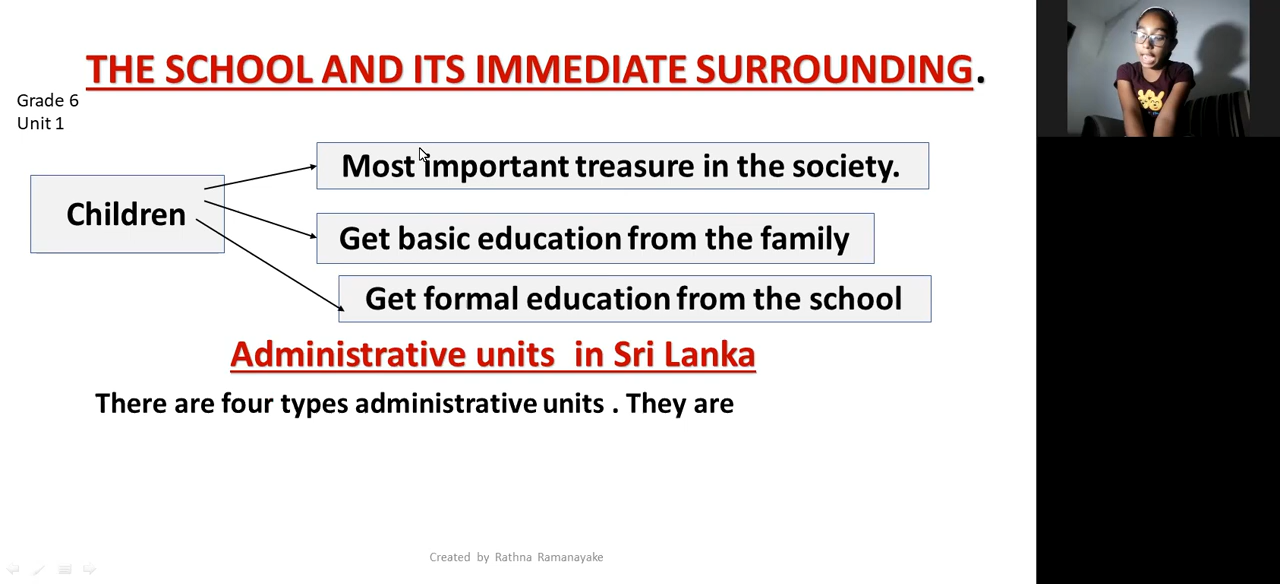 THE SCHOOL AND ITS IMMEDIATE SURROUNDING.
Grade 6
Unit 1
Most important treasure in the society.
Children
Get basic education from the family
Get formal education from the school
Administrative units in Sri Lanka
There are four types administrative units . They are
Created by Rathna Ramanayake